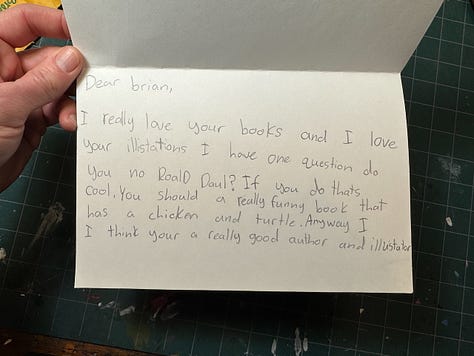 Dear brian,
I really love your books and I love
your illistations I have one question do
you no RoalD Daul? If you do thats
cool. You should a really funny book that
has a chicken and turtle. Anyway I
I think your a really good author and illustrator